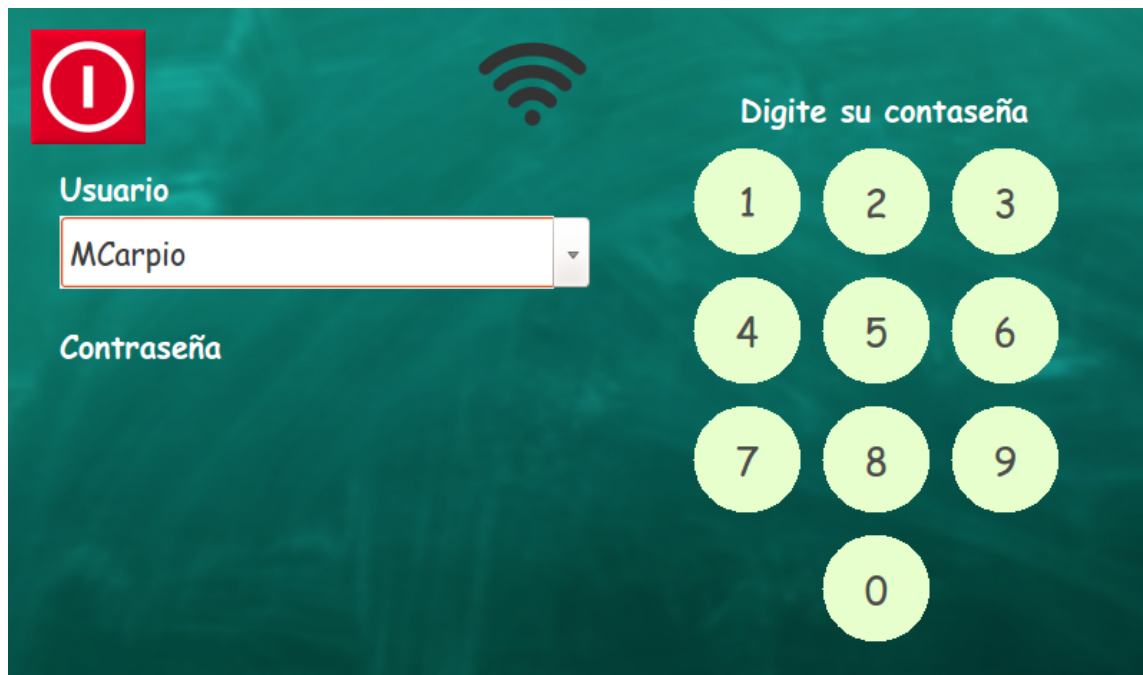 Usuario
MCarpio
Contraseña
Digite su contaseña
1 2 3
4 5 6
7 8 9
0